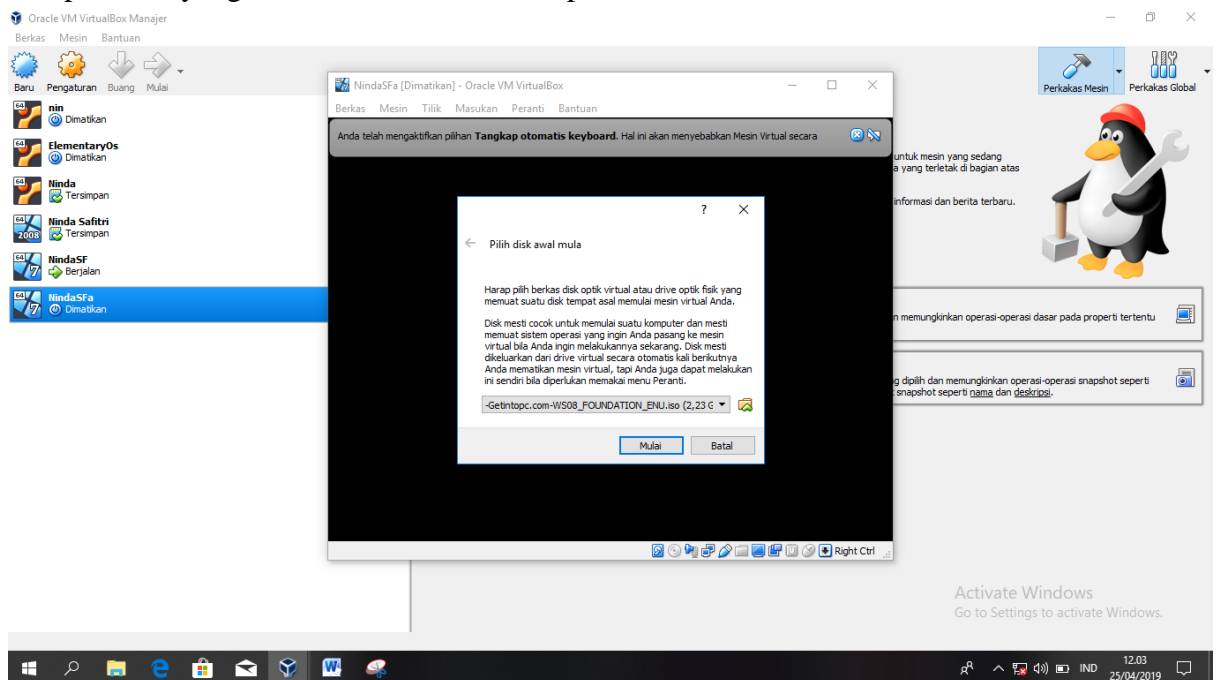 Oracle VM VirtualBox Manajer
Berkas Mesin Bantuan
Baru Pengaturan Buang Mulai
Perkakas Mesin Perkakas Global
64 nin
Dimatikan
64 ElementaryOs
Dimatikan
64 Ninda
Tersimpan
64 2008 Ninda Safitri
Tersimpan
64 7 NindaSF
Berjalan
64 7 NindaSFa
Dimatikan
NindaSFa [Dimatikan] - Oracle VM VirtualBox
Berkas Mesin Tilik Masukan Peranti Bantuan
Anda telah mengaktifkan pilihan Tangkap otomatis keyboard. Hal ini akan menyebabkan Mesin Virtual secara
?
Pilih disk awal mula
Harap pilih berkas disk optik virtual atau drive optik fisik yang
memuat suatu disk tempat asal memulai mesin virtual Anda.
Disk mesti cocok untuk memulai suatu komputer dan mesti
memuat sistem operasi yang ingin Anda pasang ke mesin
virtual bila Anda ingin melakukannya sekarang. Disk mesti
dikeluarkan dari drive virtual secara otomatis kali berikutnya
Anda mematikan mesin virtual, tapi Anda juga dapat melakukan
ini sendiri bila diperlukan memakai menu Peranti.
-Getintopc.com-WS08_FOUNDATION_ENU.iso (2,23 G
Mulai Batal
Right Ctrl
untuk mesin yang sedang
a yang terletak di bagian atas
informasi dan berita terbaru.
n memungkinkan operasi-operasi dasar pada properti tertentu
g dipilih dan memungkinkan operasi-operasi snapshot seperti
snapshot seperti nama dan deskripsi.
Activate Windows
Go to Settings to activate Windows.
IND
12.03
25/04/2019